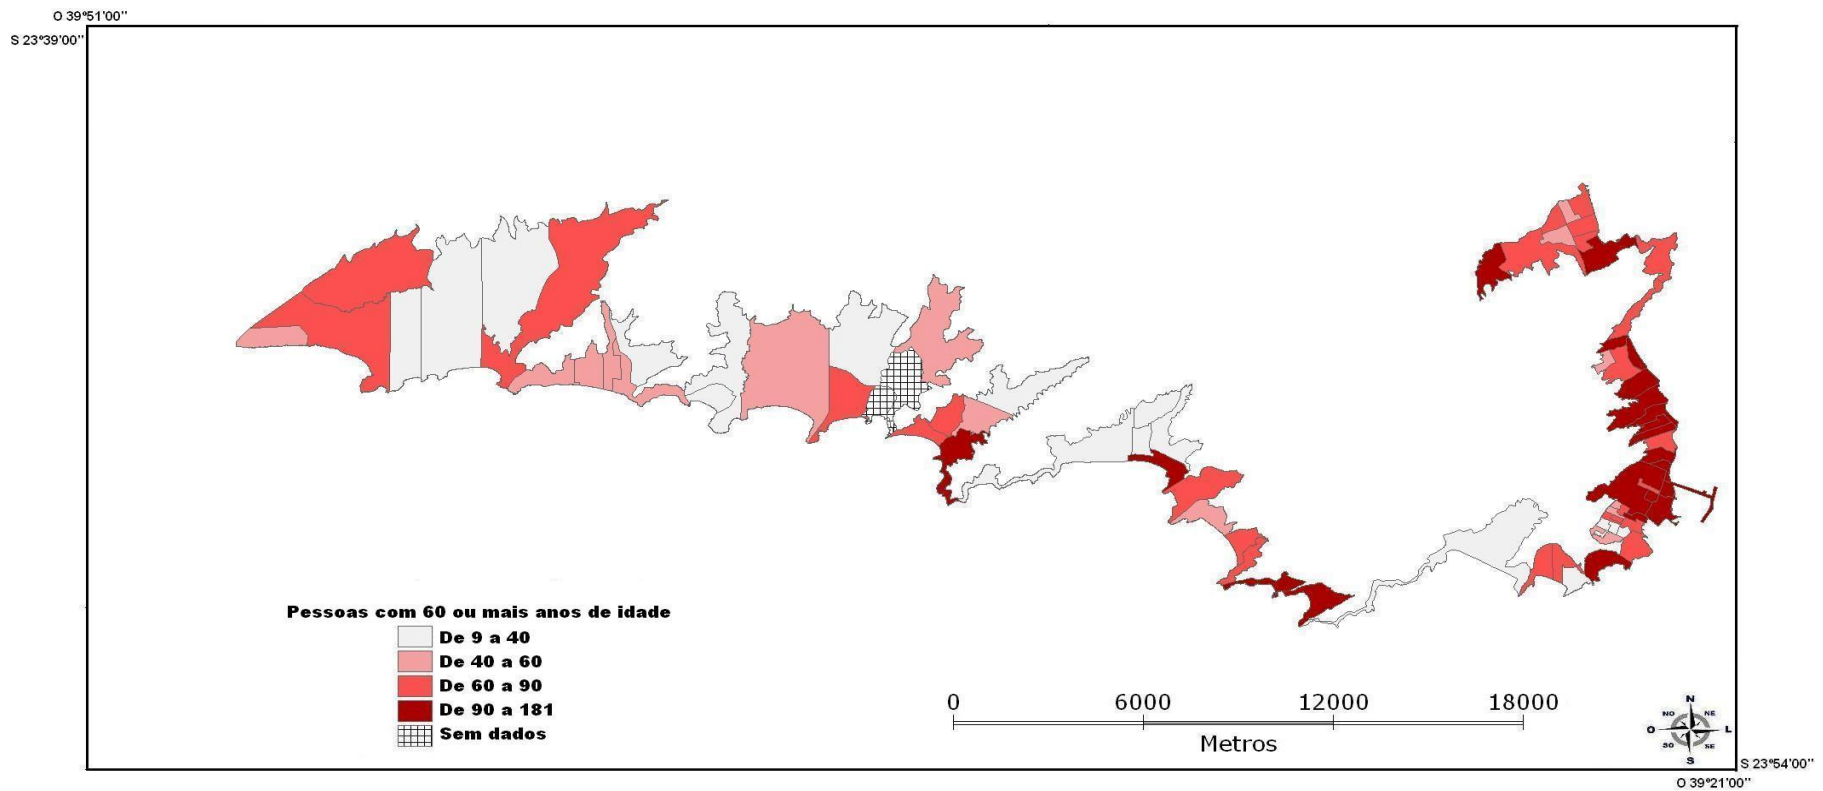 O 39°51'00''
S 23°39'00''
Pessoas com 60 ou mais anos de idade
De 9 a 40
De 40 a 60
De 60 a 90
De 90 a 181
Sem dados
0 6000 12000 18000
Metros
N
NO NE
O L
SO SE
S
S 23°54'00''
O 39°21'00''